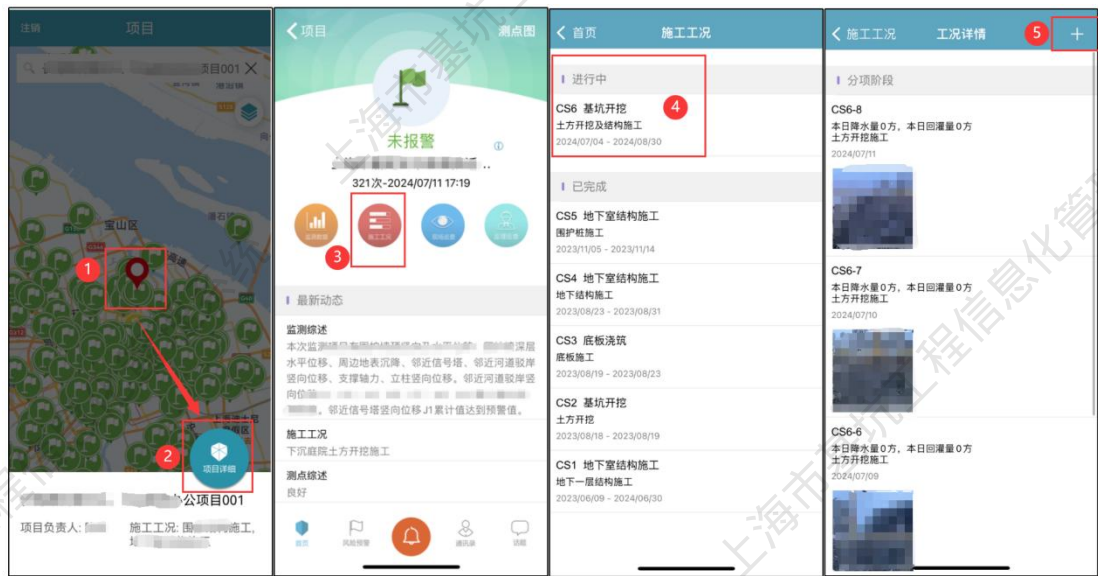 注销
项目
项目001
1
宝山区
2
项目详细
公项目001
项目负责人:
施工工况: 围
施工,
项目
测点图
未报警
321次-2024/07/11 17:19
监测数据
施工工况
3
最新动态
监测综述
水平位移、周边地表沉降、邻近信号塔、邻近河道驳岸
竖向位移、支撑轴力、立柱竖向位移。邻近河道驳岸竖
向位
。邻近信号塔竖向位移 J1累计值达到预警值。
施工工况
下沉庭院土方开挖施工
测点综述
良好
首页
风险预警
通讯录
话题
首页
施工工况
进行中
4
CS6 基坑开挖
土方开挖及结构施工
2024/07/04 - 2024/08/30
已完成
CS5 地下室结构施工
围护桩施工
2023/11/05 - 2023/11/14
CS4 地下室结构施工
地下结构施工
2023/08/23 - 2023/08/31
CS3 底板浇筑
底板施工
2023/08/19 - 2023/08/23
CS2 基坑开挖
土方开挖
2023/08/18 - 2023/08/19
CS1 地下室结构施工
地下一层结构施工
2023/06/09 - 2024/06/30
施工工况
工况详情
5
+
分项阶段
CS6-8
本日降水量0方，本日回灌量0方
土方开挖施工
2024/07/11
CS6-7
本日降水量0方，本日回灌量0方
土方开挖施工
2024/07/10
CS6-6
本日降水量0方，本日回灌量0方
土方开挖施工
2024/07/09